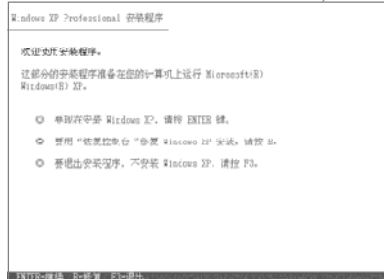 Windows XP Professional 安装程序
欢迎使用安装程序。
这部分的安装程序准备在您的计算机上运行 Microsoft(R)
Windows(R) XP。
◎ 要现在安装 Windows XP，请按 ENTER 键。
◎ 要用“恢复控制台”修复 Windows XP 安装，请按 R。
◎ 要退出安装程序，不安装 Windows XP，请按 F3。
ENTER=继续 R=修复 F3=退出